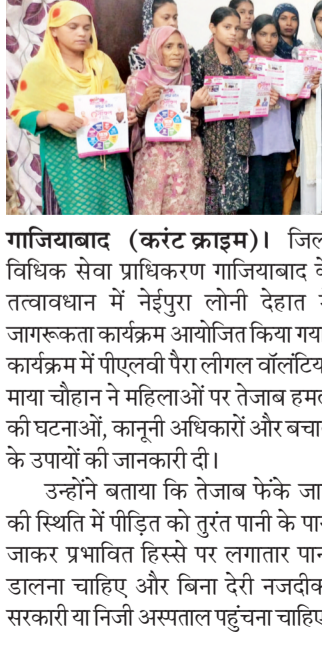 गाजियाबाद (करंट क्राइम)। जिल
विधिक सेवा प्राधिकरण गाजियाबाद के
तत्वावधान में नेईपुरा लोनी देहात
जागरूकता कार्यक्रम आयोजित किया गया
कार्यक्रम में पीएलवी पैरा लीगल वॉलंटिय
माया चौहान ने महिलाओं पर तेजाब हमल
की घटनाओं, कानूनी अधिकारों और बचा
के उपायों की जानकारी दी।
उन्होंने बताया कि तेजाब फेंके जा
की स्थिति में पीड़ित को तुरंत पानी के पा
जाकर प्रभावित हिस्से पर लगातार पान
डालना चाहिए और बिना देरी नजदीक
सरकारी या निजी अस्पताल पहुंचना चाहिए